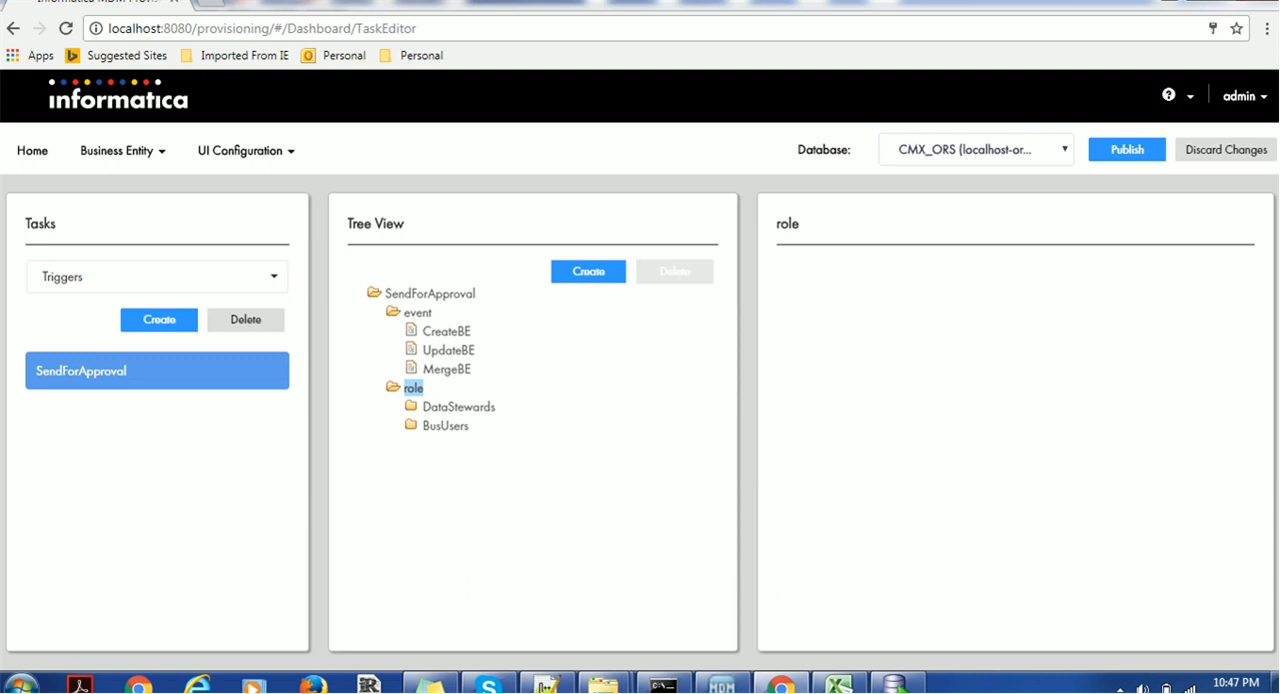 localhost:8080/provisioning/#/Dashboard/TaskEditor
Apps Suggested Sites Imported From IE Personal Personal
informatica
? admin
Home Business Entity UI Configuration Database: CMX_ORS (localhost-or... Publish Discard Changes
Tasks
Triggers
Create Delete
SendForApproval
Tree View
Create Delete
SendForApproval
event
CreateBE
UpdateBE
MergeBE
role
DataStewards
BusUsers
role
MDM
10:47 PM